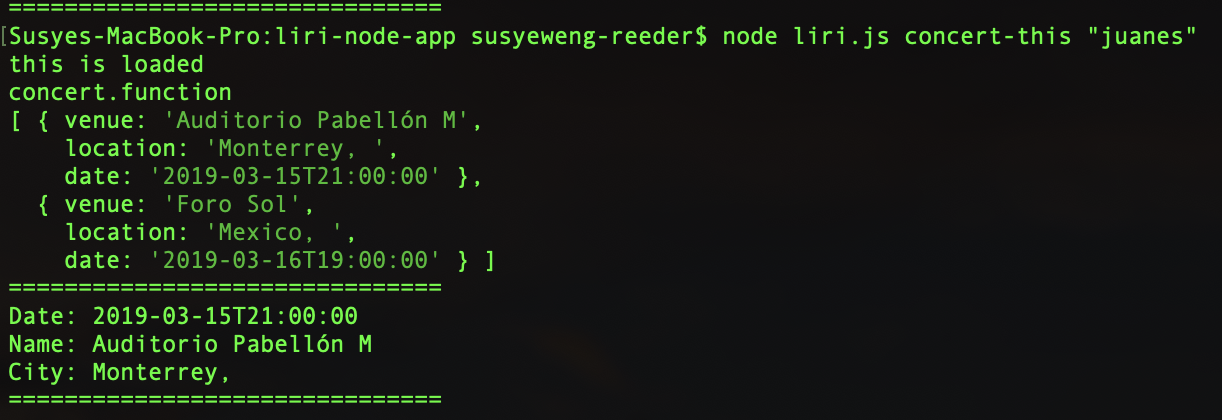 ===============================
[Susyes-MacBook-Pro:liri-node-app susyeweng-reeder$ node liri.js concert-this "juanes"
this is loaded
concert.function
[ { venue: 'Auditorio Pabellón M',
    location: 'Monterrey, ',
    date: '2019-03-15T21:00:00' },
  { venue: 'Foro Sol',
    location: 'Mexico, ',
    date: '2019-03-16T19:00:00' } ]
===============================
Date: 2019-03-15T21:00:00
Name: Auditorio Pabellón M
City: Monterrey,
===============================